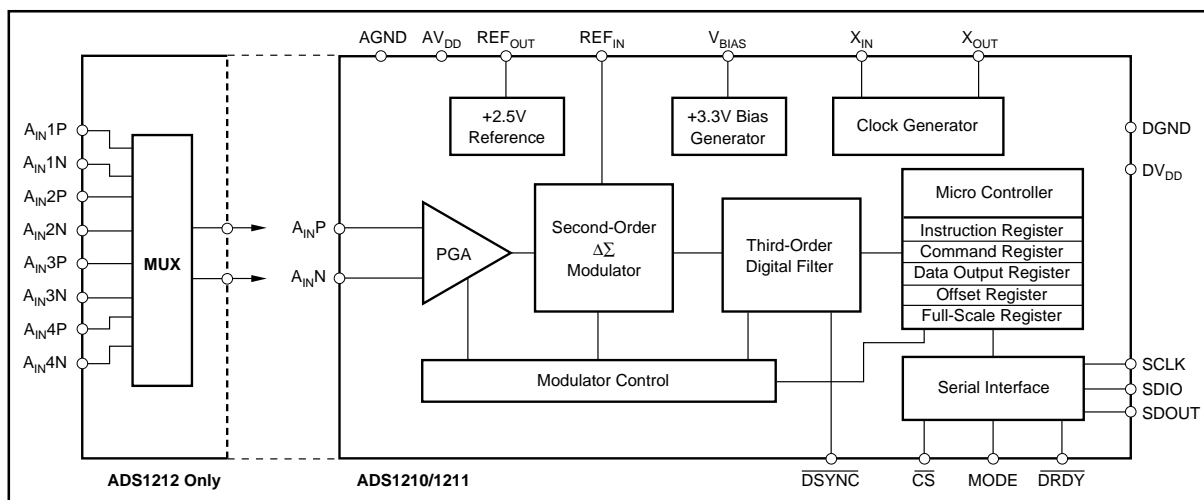 AGND
AVDD
REFOUT
REFIN
VBIAS
XIN
XOUT
+2.5V
Reference
+3.3V Bias
Generator
Clock Generator
DGND
DVDD
AIN1P
AIN1N
AIN2P
AIN2N
AIN3P
AIN3N
AIN4P
AIN4N
MUX
AINP
AINN
PGA
Second-Order
ΔΣ
Modulator
Third-Order
Digital Filter
Micro Controller
Instruction Register
Command Register
Data Output Register
Offset Register
Full-Scale Register
Modulator Control
Serial Interface
SCLK
SDIO
SDOUT
ADS1212 Only
ADS1210/1211
DSYNC
CS
MODE
DRDY